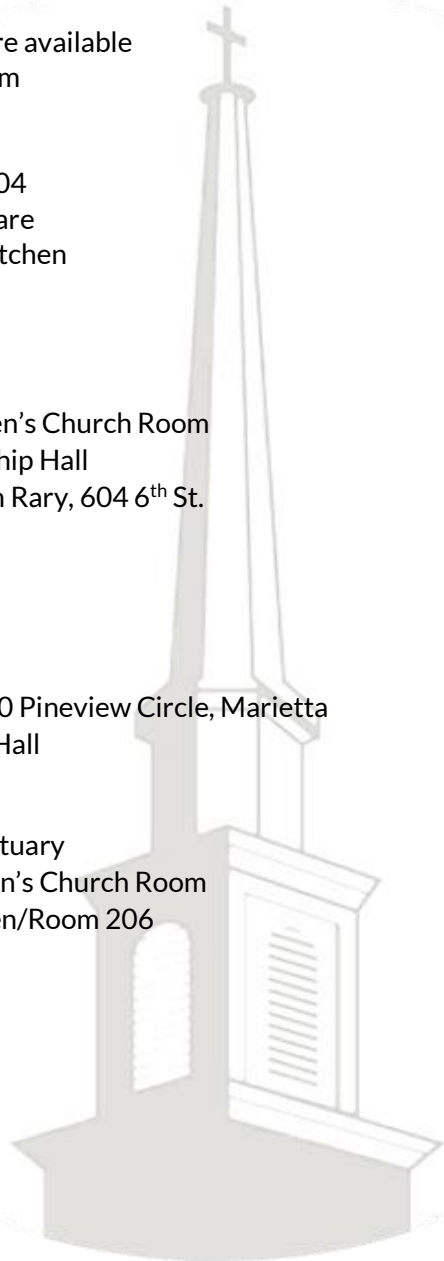 re available
m
04
are
tchen
en's Church Room
hip Hall
n Rary, 604 6th St.
0 Pineview Circle, Marietta
Hall
tuary
n's Church Room
en/Room 206